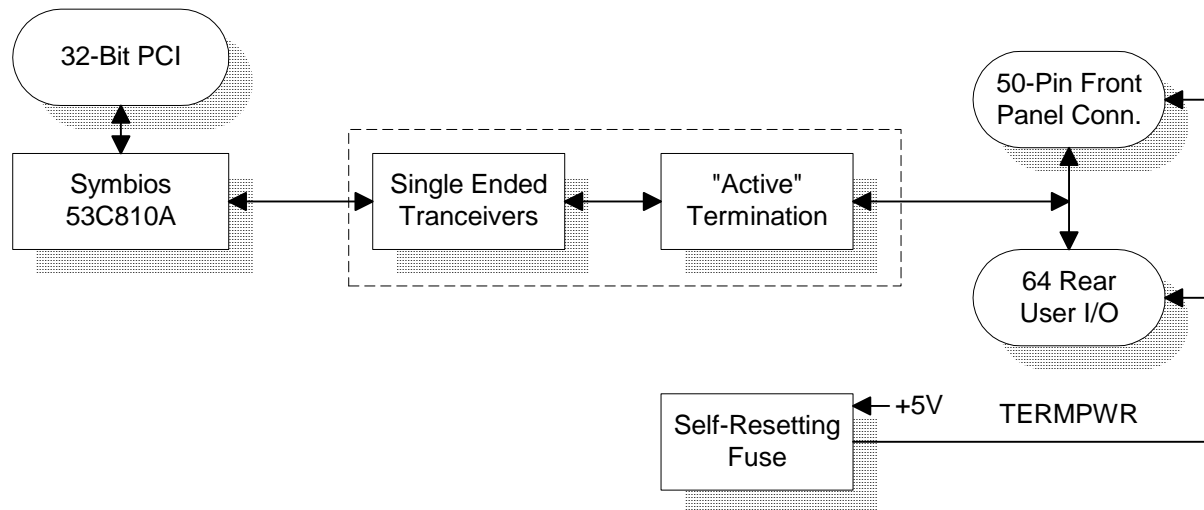 32-Bit PCI
50-Pin Front
Panel Conn.
Symbios
53C810A
Single Ended
Tranceivers
"Active"
Termination
64 Rear
User I/O
+5V
TERMPWR
Self-Resetting
Fuse